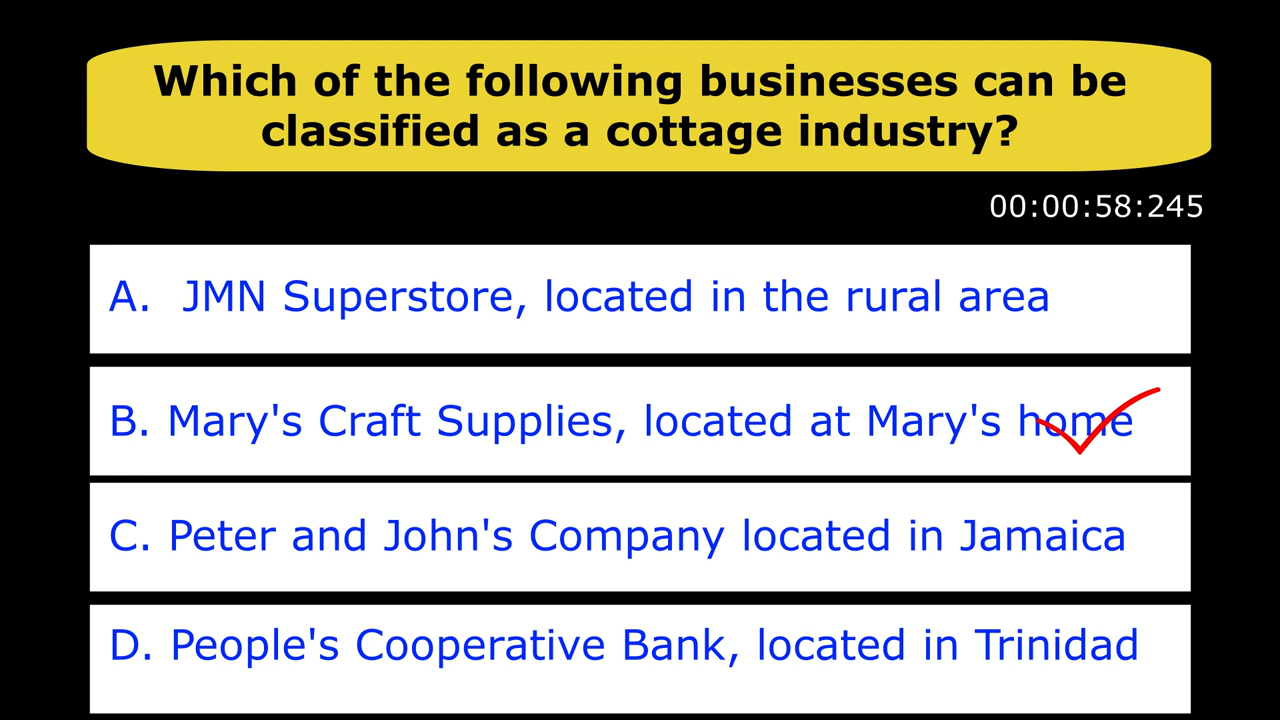 Which of the following businesses can be
classified as a cottage industry?
00:00:58:245
A. JMN Superstore, located in the rural area
B. Mary's Craft Supplies, located at Mary's home
C. Peter and John's Company located in Jamaica
D. People's Cooperative Bank, located in Trinidad